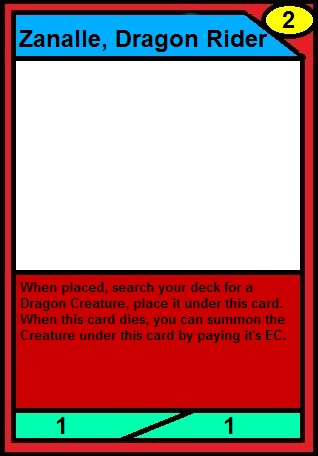 Zanalle, Dragon Rider
2
When placed, search your deck for a
Dragon Creature, place it under this card.
When this card dies, you can summon the
Creature under this card by paying it's EC.
1 1